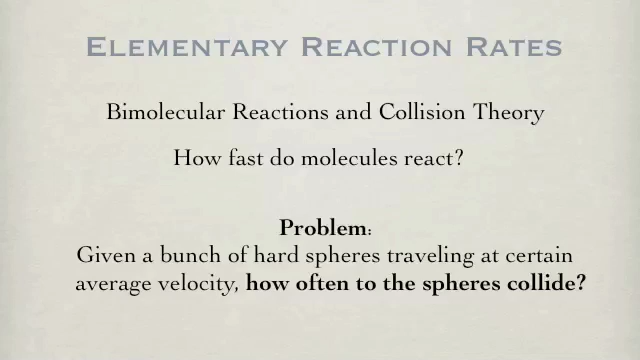 Elementary Reaction Rates
Bimolecular Reactions and Collision Theory
How fast do molecules react?
Problem:
Given a bunch of hard spheres traveling at certain
average velocity, how often to the spheres collide?